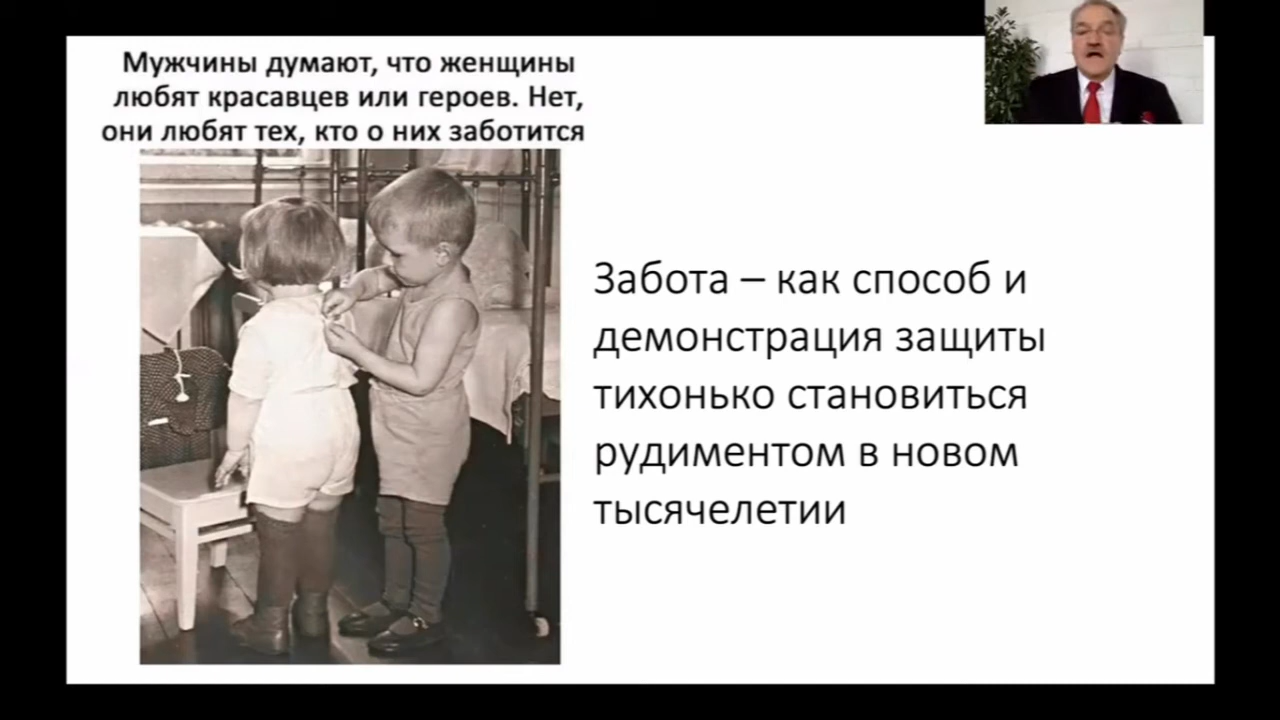 Мужчины думают, что женщины
любят красавцев или героев. Нет,
они любят тех, кто о них заботится
Забота – как способ и
демонстрация защиты
тихонько становиться
рудиментом в новом
тысячелетии